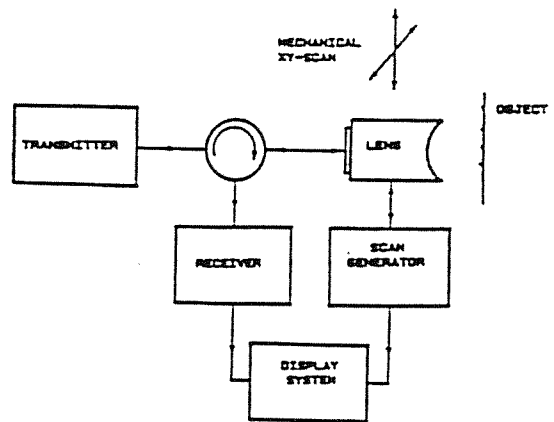 MECHANICAL
XY-SCAN
OBJECT
TRANSMITTER
LENS
RECEIVER
SCAN
GENERATOR
DISPLAY
SYSTEM